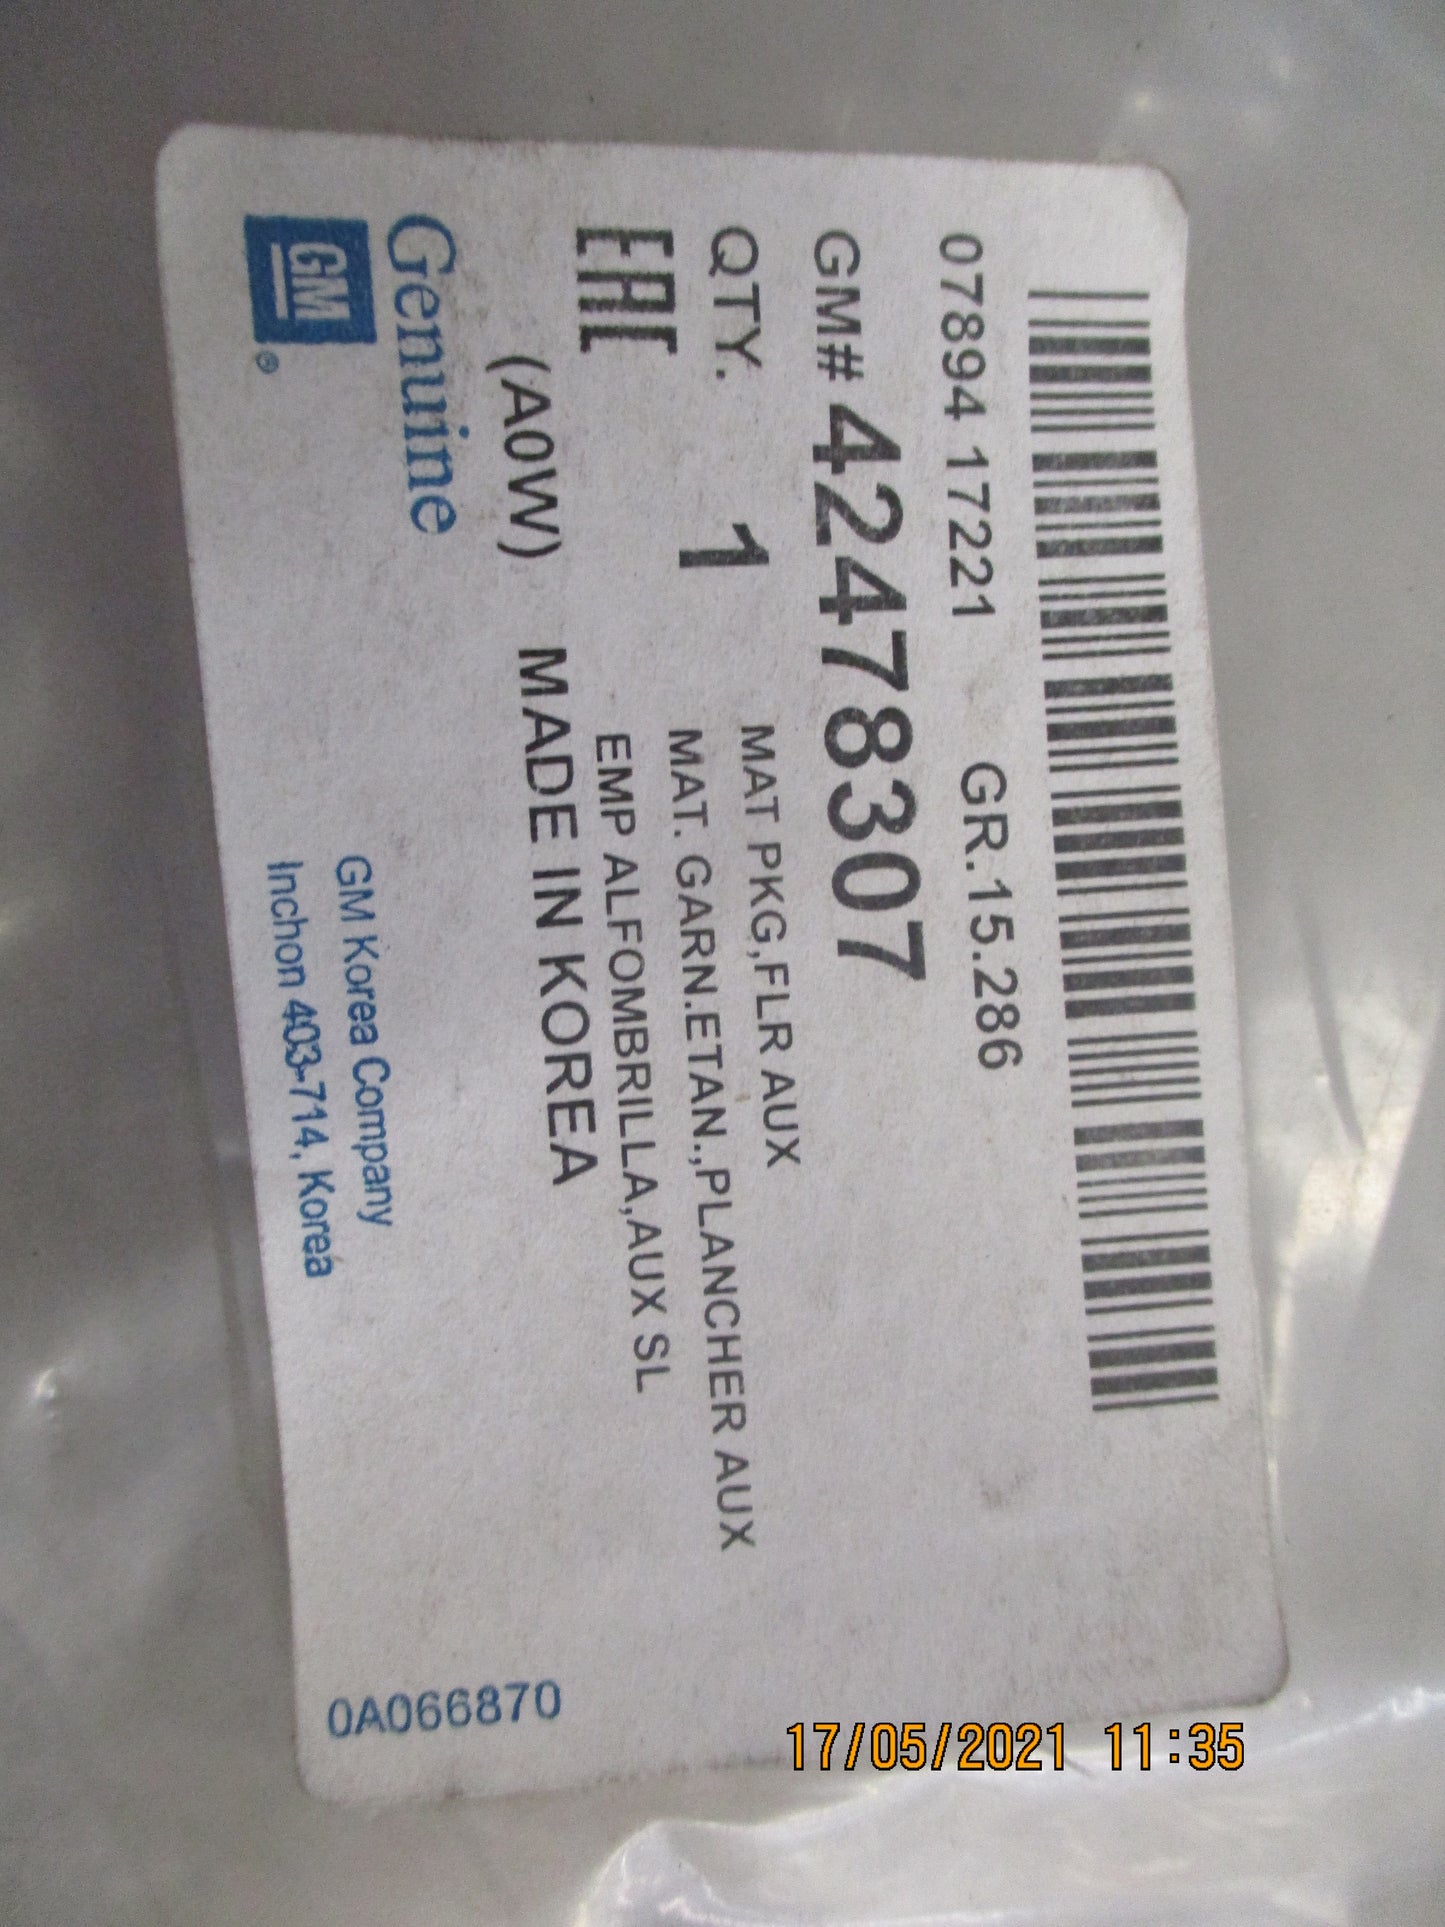 07894 17221 GR.15.286
GM# 42478307
QTY. 1 MAT PKG,FLR AUX
MAT. GARN.ETAN.,PLANCHER AUX
EAC EMP ALFOMBRILLA,AUX SL
(A0W) MADE IN KOREA
Genuine
GM ®
GM Korea Company
Inchon 403-714, Korea
0A066870
17/05/2021 11:35